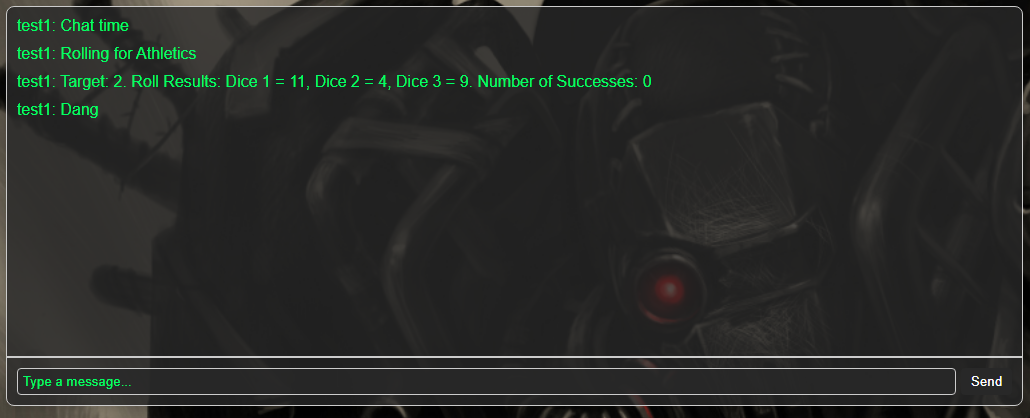 test1: Chat time
test1: Rolling for Athletics
test1: Target: 2. Roll Results: Dice 1 = 11, Dice 2 = 4, Dice 3 = 9. Number of Successes: 0
test1: Dang
Type a message...
Send